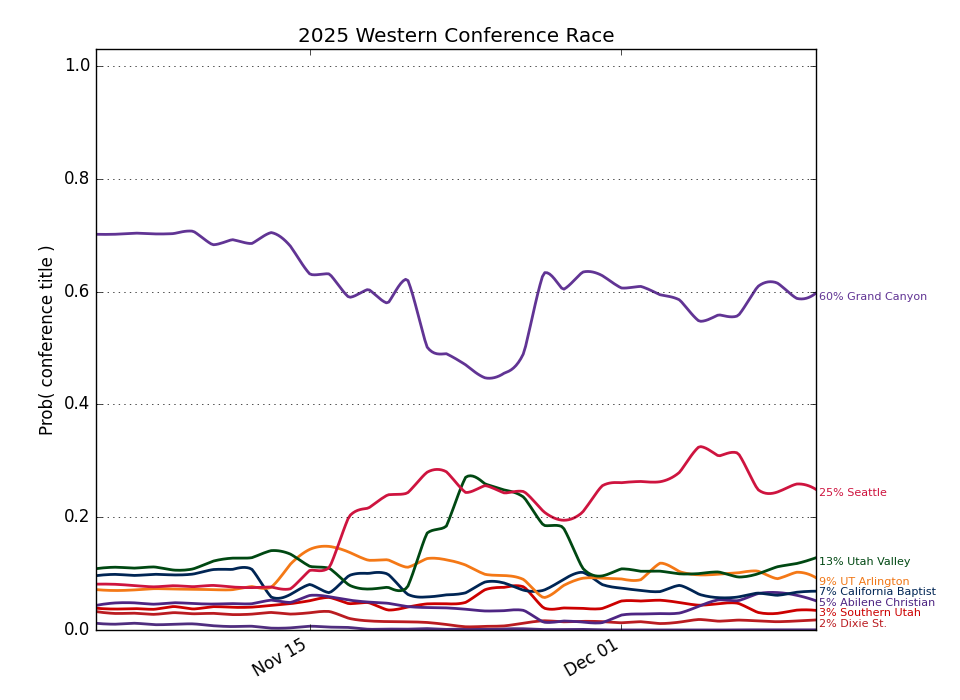 2025 Western Conference Race
Prob( conference title )
1.0
0.8
0.6
0.4
0.2
0.0
Nov 15
Dec 01
60% Grand Canyon
25% Seattle
13% Utah Valley
9% UT Arlington
7% California Baptist
5% Abilene Christian
3% Southern Utah
2% Dixie St.